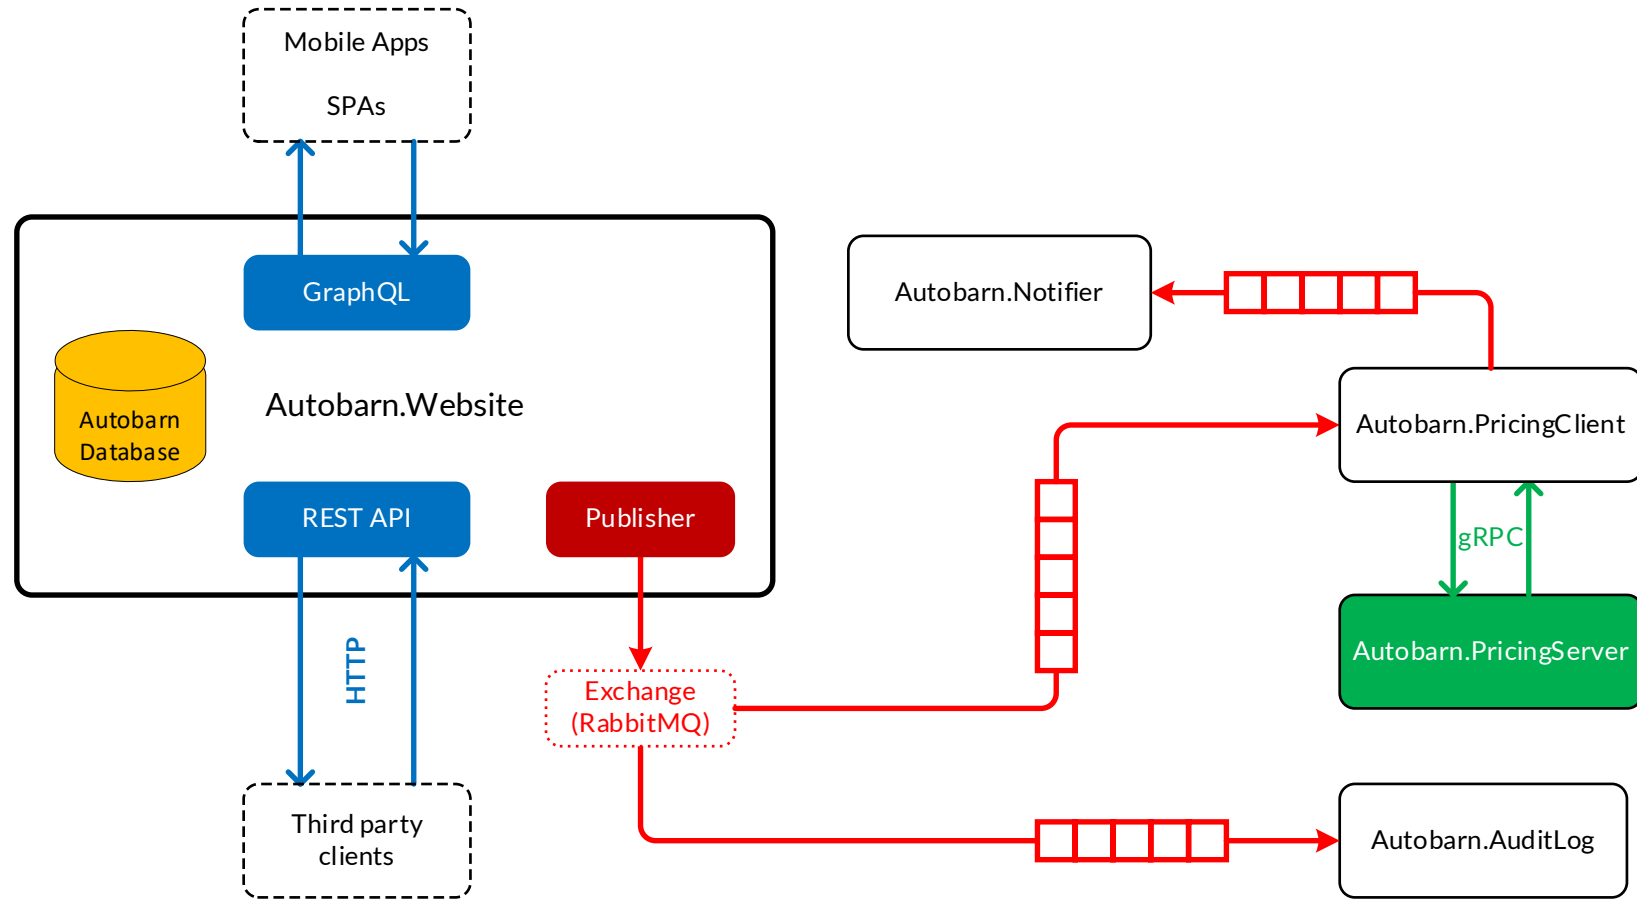 Mobile Apps
SPAs
GraphQL
Autobarn.Notifier
Autobarn
Database
Autobarn.Website
Autobarn.PricingClient
REST API
Publisher
gRPC
HTTP
Exchange
(RabbitMQ)
Autobarn.PricingServer
Third party
clients
Autobarn.AuditLog